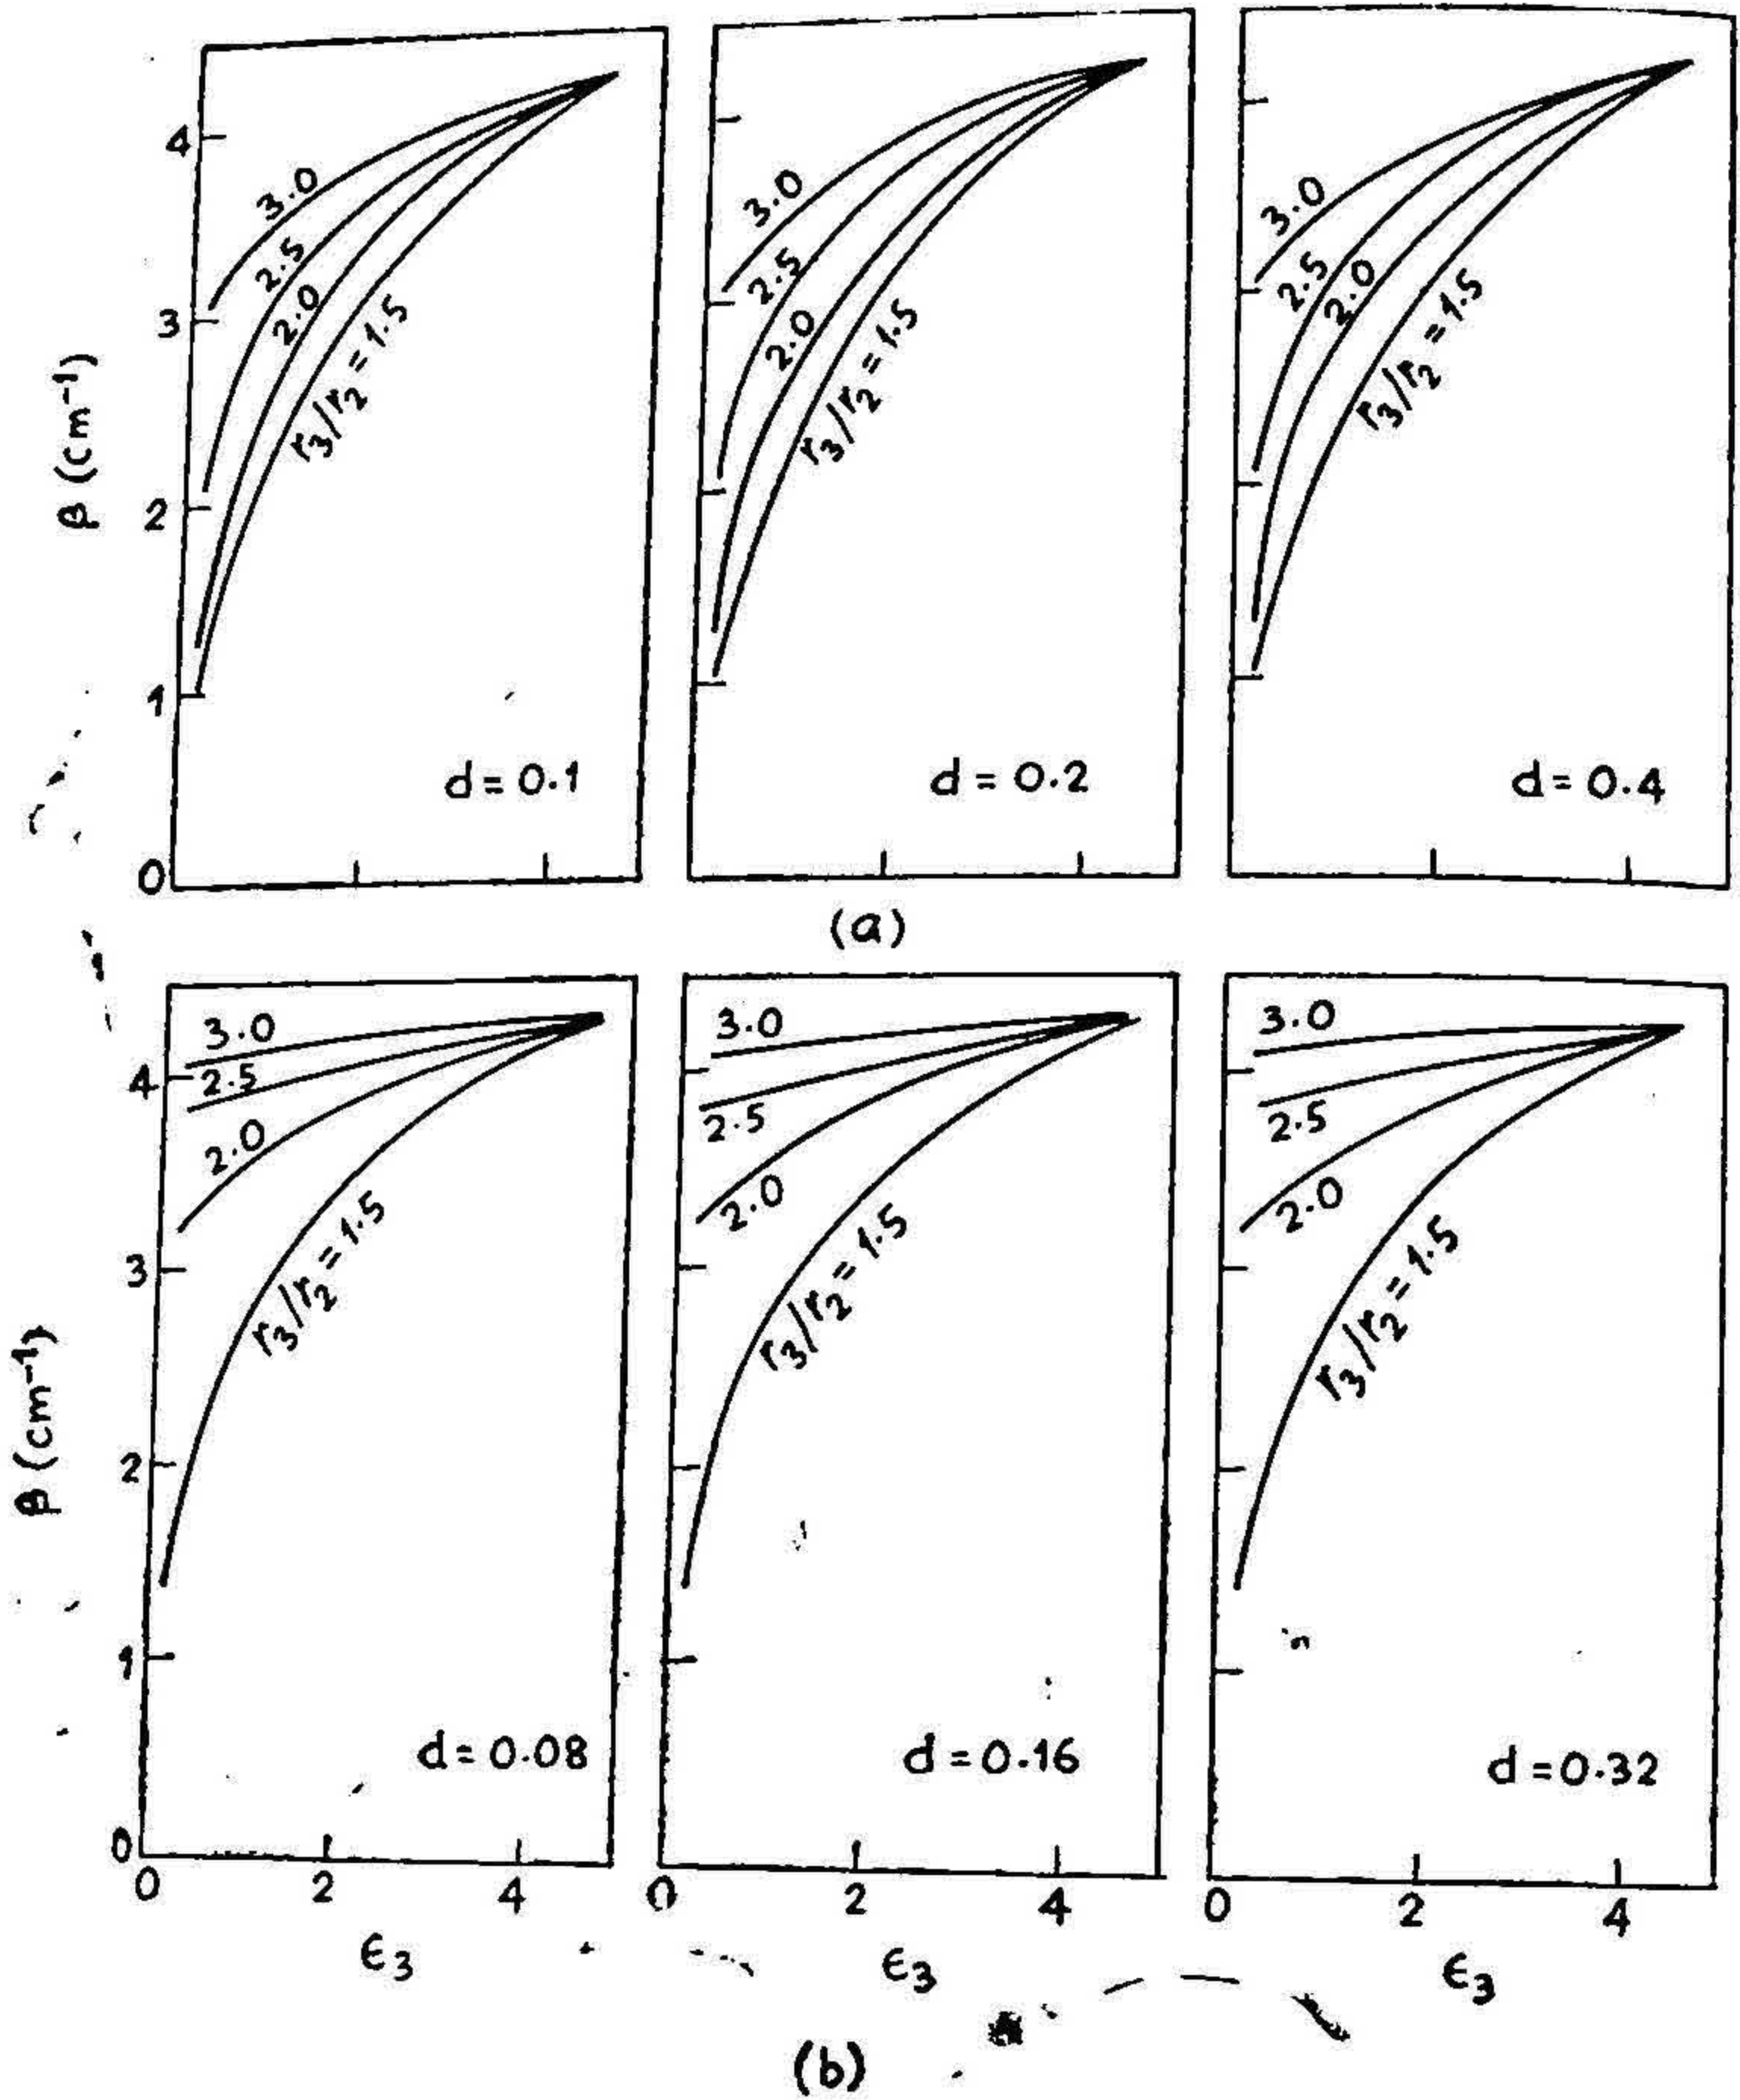 β (cm⁻¹)
4
3
2
1
0
3.0
2.5
2.0
r₃/r₂ = 1.5
d = 0.1
3.0
2.5
2.0
r₃/r₂ = 1.5
d = 0.2
3.0
2.5
2.0
r₃/r₂ = 1.5
d = 0.4
(a)
β (cm⁻¹)
4
3
2
1
0
3.0
2.5
2.0
r₃/r₂ = 1.5
d = 0.08
0 2 4
ϵ₃
3.0
2.5
2.0
r₃/r₂ = 1.5
d = 0.16
0 2 4
ϵ₃
3.0
2.5
2.0
r₃/r₂ = 1.5
d = 0.32
0 2 4
ϵ₃
(b)